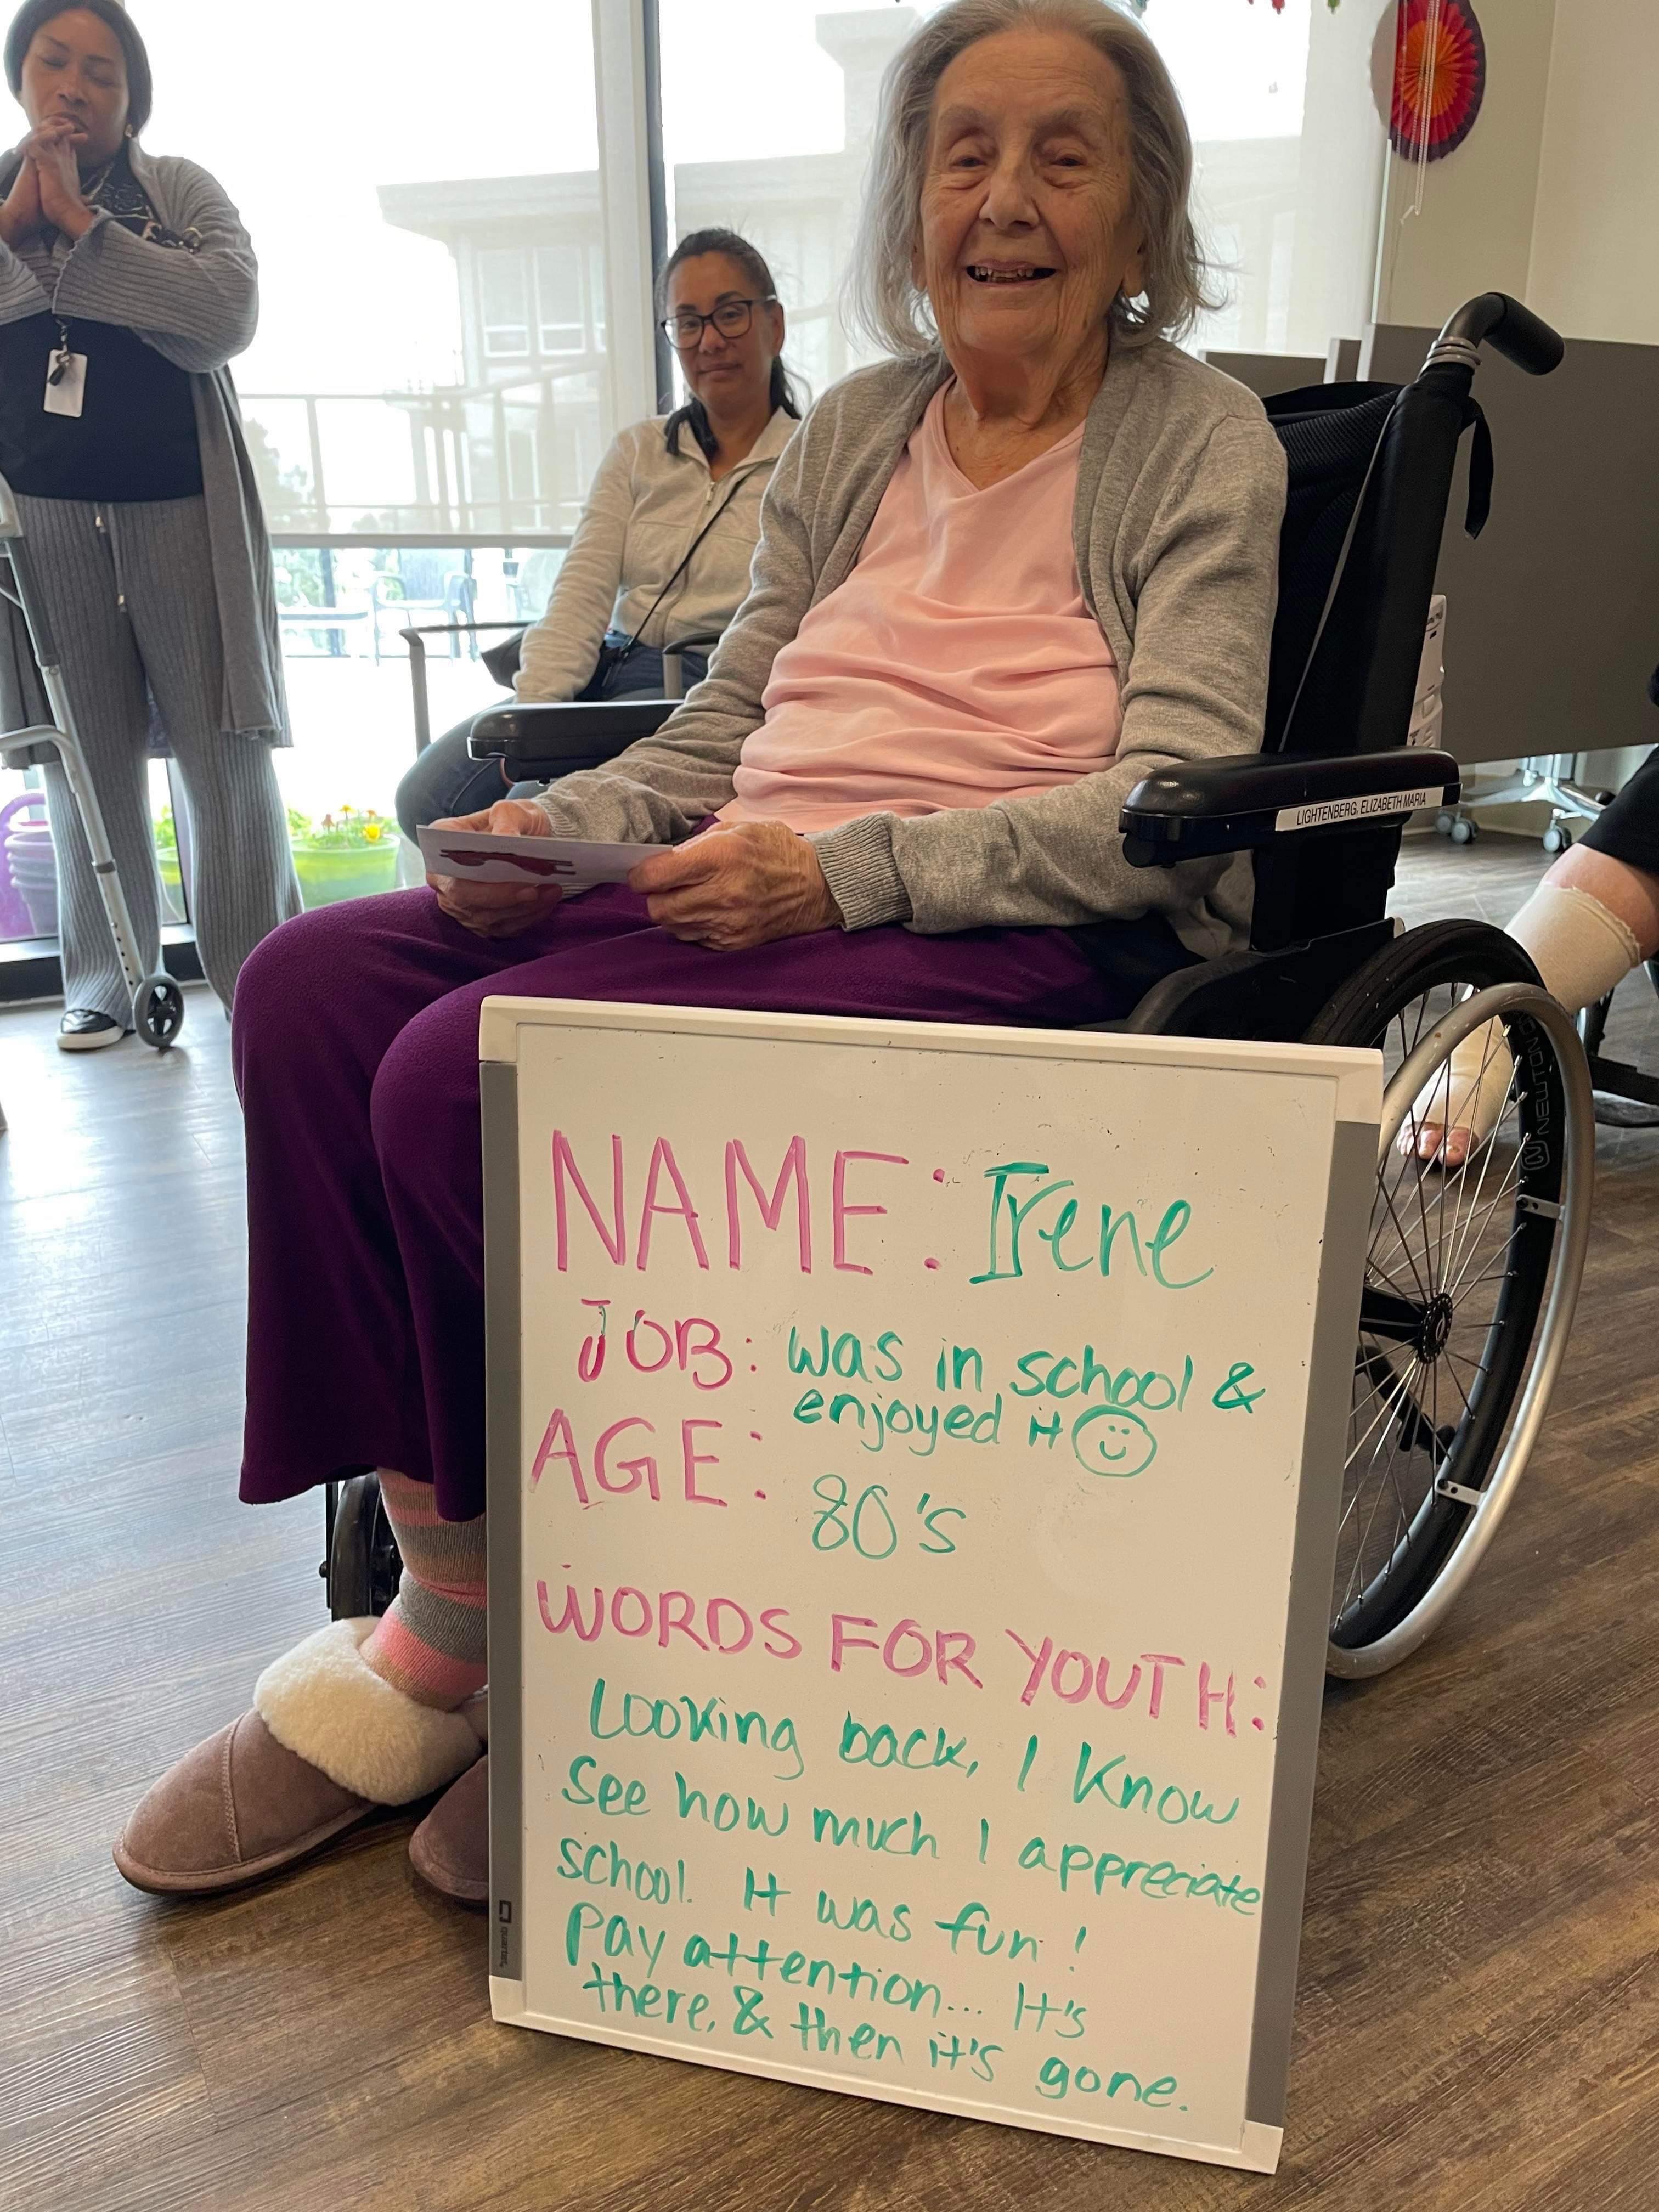 LIGHTENBERG, ELIZABETH MARIA
NAME: Irene
JOB: was in school &
enjoyed it
AGE: 80's
WORDS FOR YOUTH:
Looking back, I know
see how much I appreciate
school. It was fun!
Pay attention... It's
there, & then it's gone.